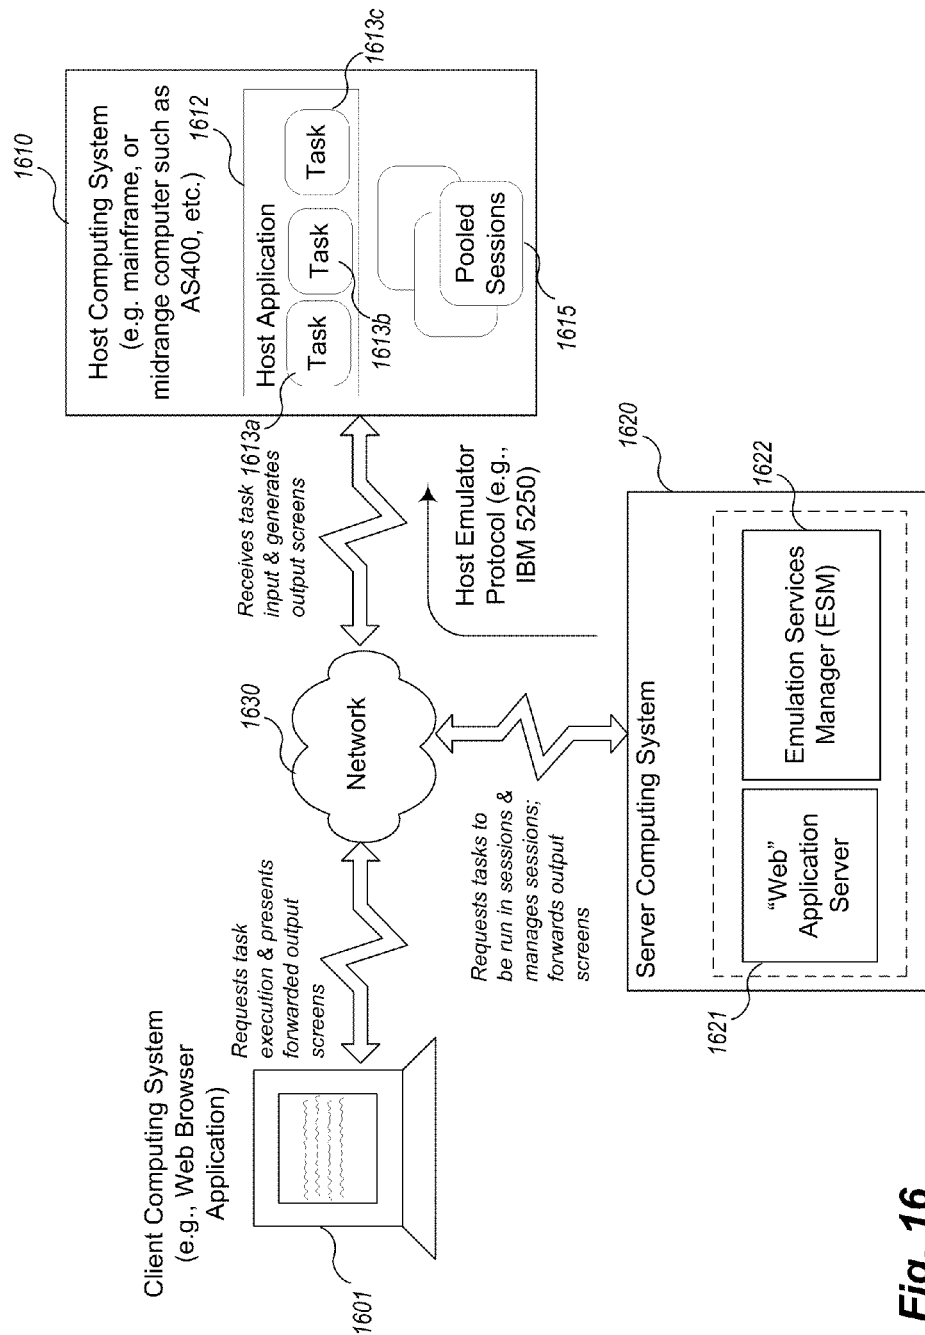 Client Computing System
(e.g., Web Browser
Application)
1601
Requests task
execution & presents
forwarded output
screens
1630
Network
Receives task
input & generates
output screens
1610
Host Computing System
(e.g. mainframe, or
midrange computer such as
AS400, etc.)
1612
Host Application
Task
Task
Task
1613a
1613b
1613c
Pooled
Sessions
1615
Host Emulator
Protocol (e.g.,
IBM 5250)
Requests tasks to
be run in sessions &
manages sessions;
forwards output
screens
Server Computing System
1620
"Web"
Application
Server
1621
Emulation Services
Manager (ESM)
1622
Fig. 16